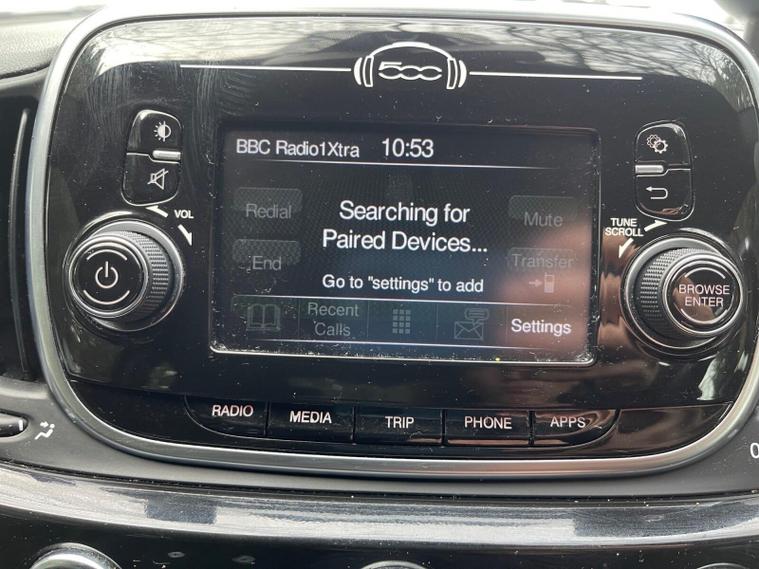 500
BBC Radio1Xtra 10:53
VOL
Redial
Searching for
Paired Devices...
Mute
TUNE
SCROLL
End
Transfer
Go to "settings" to add
BROWSE
ENTER
Recent
Calls
Settings
RADIO
MEDIA
TRIP
PHONE
APPS
0